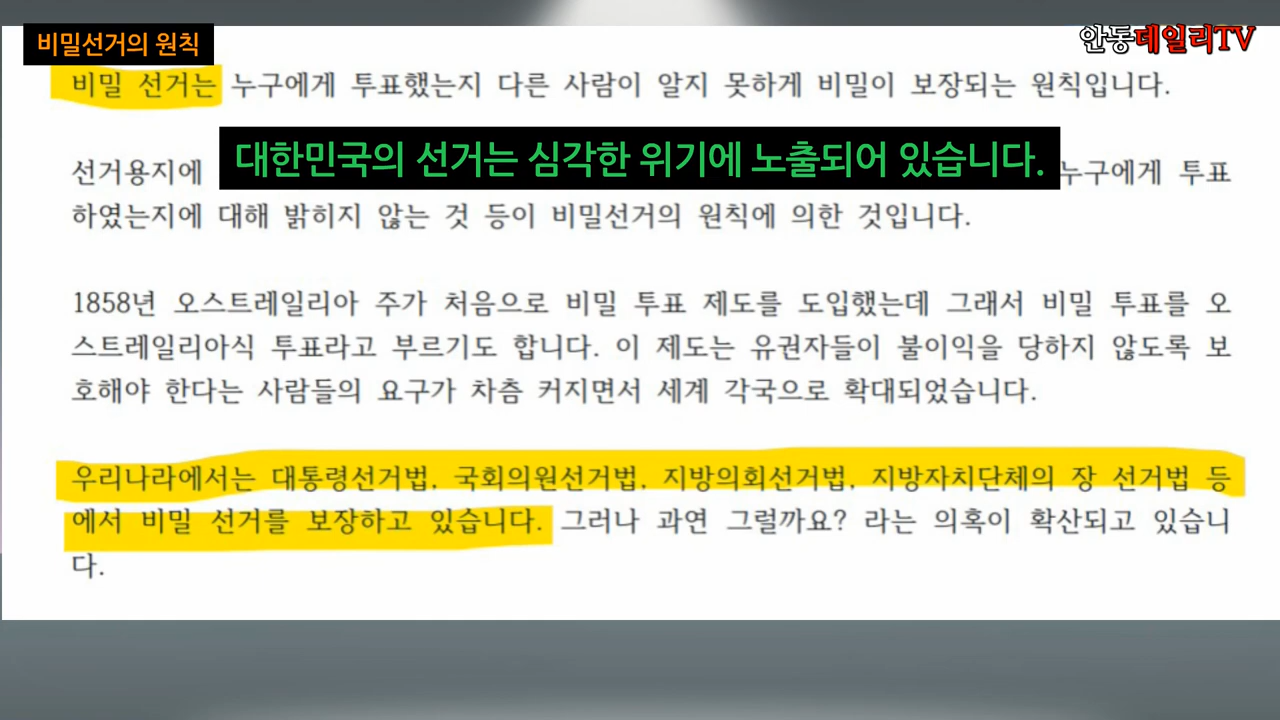 비밀선거의 원칙
안동데일리TV
비밀 선거는 누구에게 투표했는지 다른 사람이 알지 못하게 비밀이 보장되는 원칙입니다.
대한민국의 선거는 심각한 위기에 노출되어 있습니다.
선거용지에 누구에게 투표
하였는지에 대해 밝히지 않는 것 등이 비밀선거의 원칙에 의한 것입니다.
1858년 오스트레일리아 주가 처음으로 비밀 투표 제도를 도입했는데 그래서 비밀 투표를 오
스트레일리아식 투표라고 부르기도 합니다. 이 제도는 유권자들이 불이익을 당하지 않도록 보
호해야 한다는 사람들의 요구가 차츰 커지면서 세계 각국으로 확대되었습니다.
우리나라에서는 대통령선거법, 국회의원선거법, 지방의회선거법, 지방자치단체의 장 선거법 등
에서 비밀 선거를 보장하고 있습니다. 그러나 과연 그럴까요? 라는 의혹이 확산되고 있습니
다.